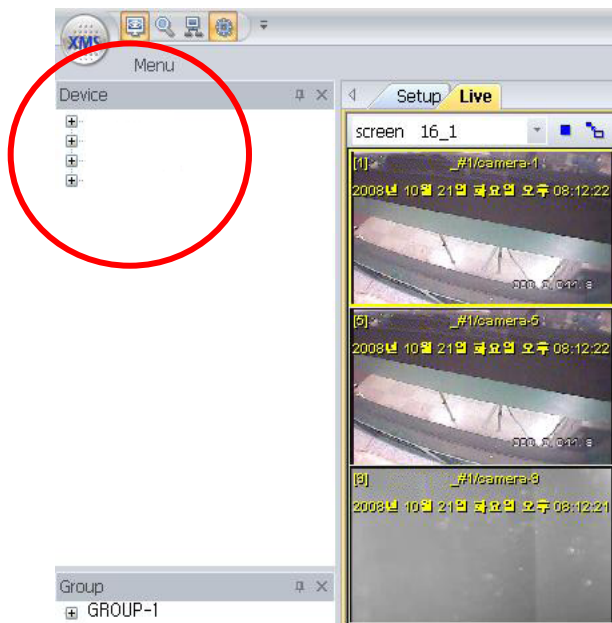 XMS
Menu
Device
Setup Live
screen 16_1
[1] _#1/camera-1
2008년 10월 21일 화요일 오후 08:12:22
[5] _#1/camera-5
2008년 10월 21일 화요일 오후 08:12:22
[9] _#1/camera-9
2008년 10월 21일 화요일 오후 08:12:21
Group
GROUP-1